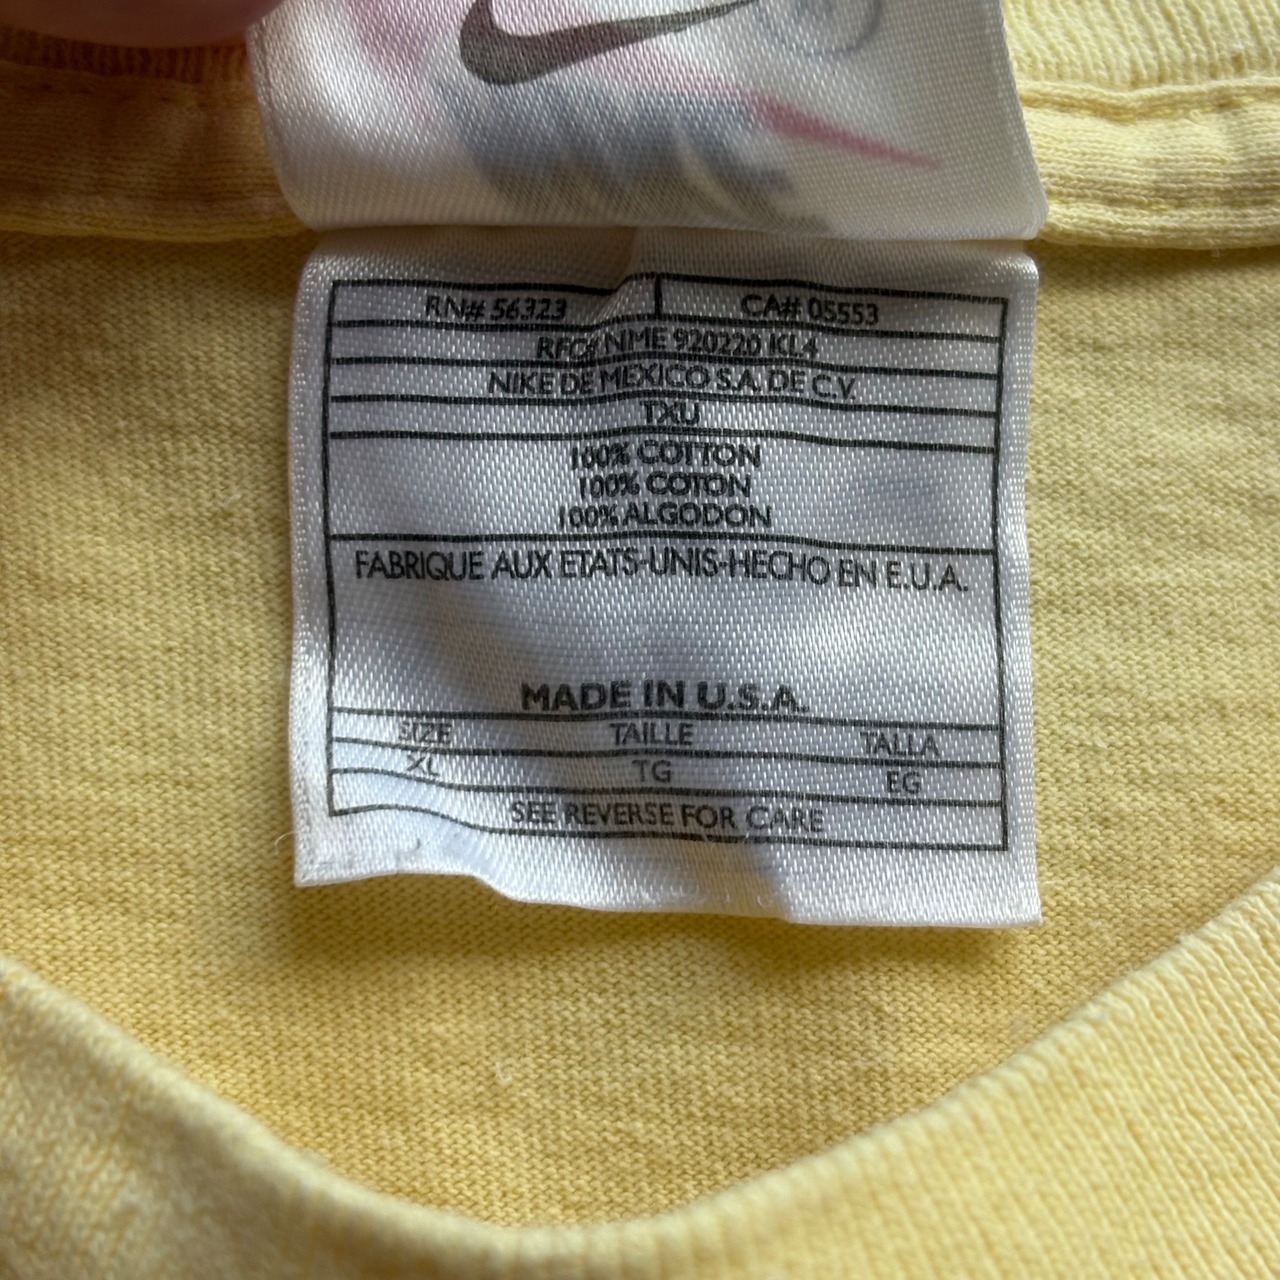 RN# 56323 CA# 05553
RFC# NME 920220 KL4
NIKE DE MEXICO S.A. DE C.V.
TXU
100% COTTON
100% COTON
100% ALGODON
FABRIQUE AUX ETATS-UNIS-HECHO EN E.U.A.
MADE IN U.S.A.
SIZE TAILLE TALLA
XL TG EG
SEE REVERSE FOR CARE